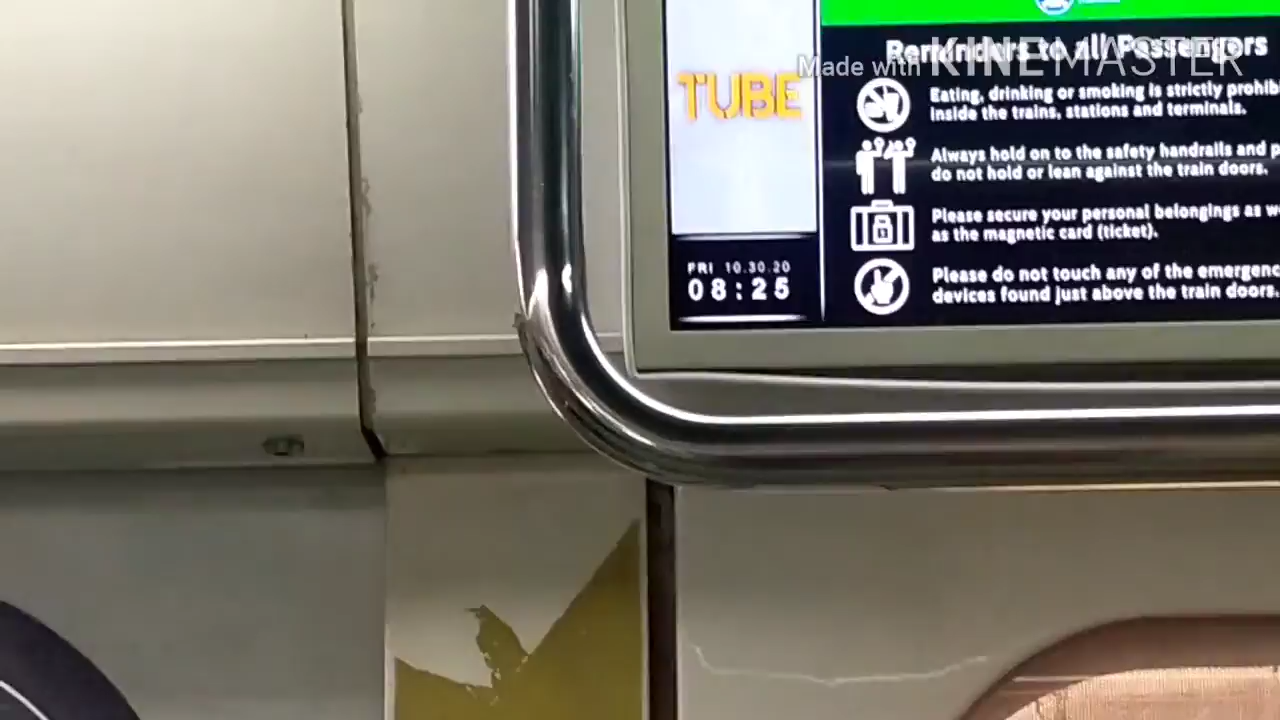 TUBE
FRI 10.30.20
08:25
Reminders to all Passengers
Made with KINEMASTER
Eating, drinking or smoking is strictly prohib
inside the trains, stations and terminals.
Always hold on to the safety handrails and p
do not hold or lean against the train doors.
Please secure your personal belongings as w
as the magnetic card (ticket).
Please do not touch any of the emergenc
devices found just above the train doors.